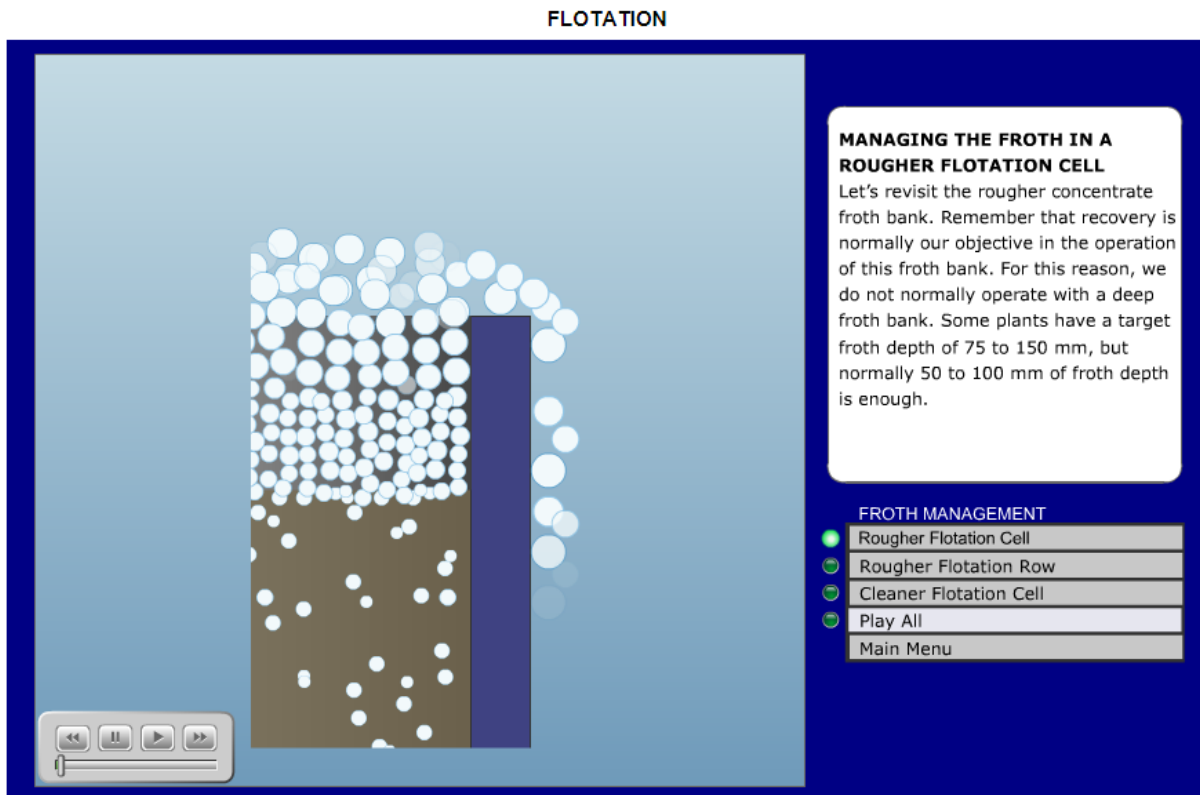 FLOTATION
MANAGING THE FROTH IN A
ROUGHER FLOTATION CELL
Let's revisit the rougher concentrate
froth bank. Remember that recovery is
normally our objective in the operation
of this froth bank. For this reason, we
do not normally operate with a deep
froth bank. Some plants have a target
froth depth of 75 to 150 mm, but
normally 50 to 100 mm of froth depth
is enough.
FROTH MANAGEMENT
Rougher Flotation Cell
Rougher Flotation Row
Cleaner Flotation Cell
Play All
Main Menu